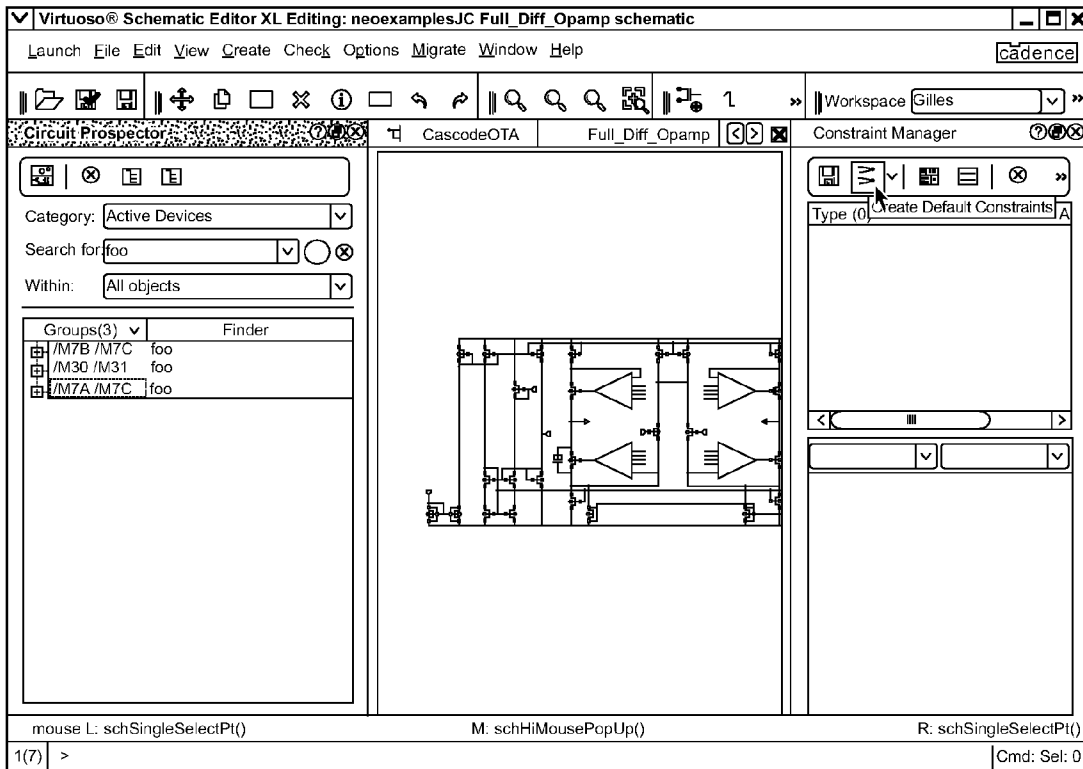 Virtuoso® Schematic Editor XL Editing: neoexamplesJC Full_Diff_Opamp schematic
Launch File Edit View Create Check Options Migrate Window Help
cādence
» Workspace Gilles »
Circuit Prospector
CascodeOTA Full_Diff_Opamp
Constraint Manager
Category: Active Devices
Search for: foo
Within: All objects
Groups(3) Finder
/M7B /M7C foo
/M30 /M31 foo
/M7A /M7C foo
»
Create Default Constraints
Type (0) A
mouse L: schSingleSelectPt() M: schHiMousePopUp() R: schSingleSelectPt()
1(7) > Cmd: Sel: 0